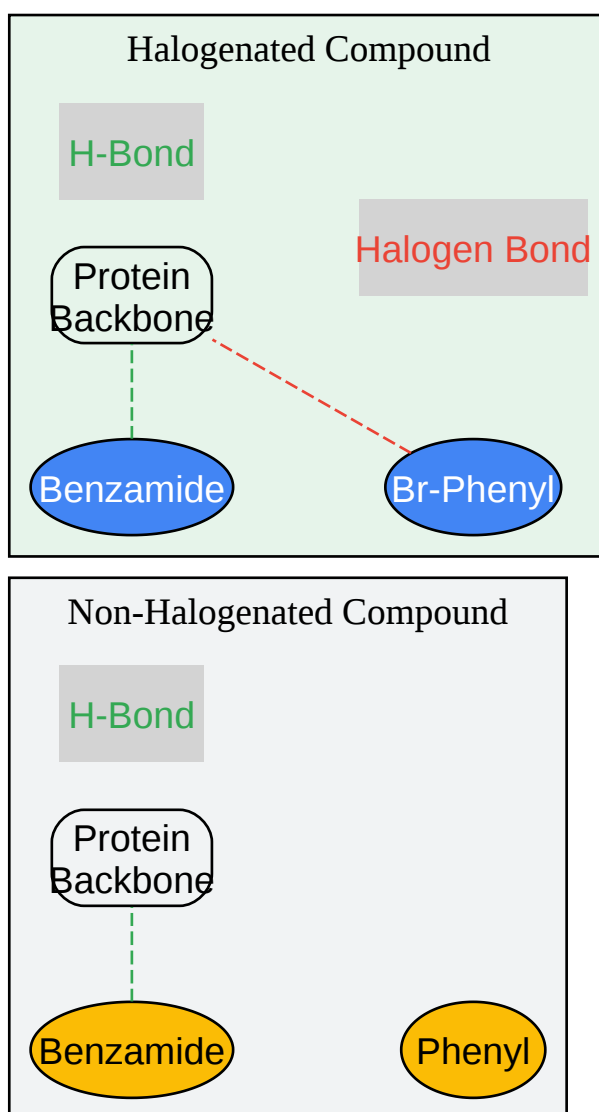 Halogenated Compound
H-Bond
Halogen Bond
Protein
Backbone
Benzamide
Br-Phenyl
Non-Halogenated Compound
H-Bond
Protein
Backbone
Benzamide
Phenyl